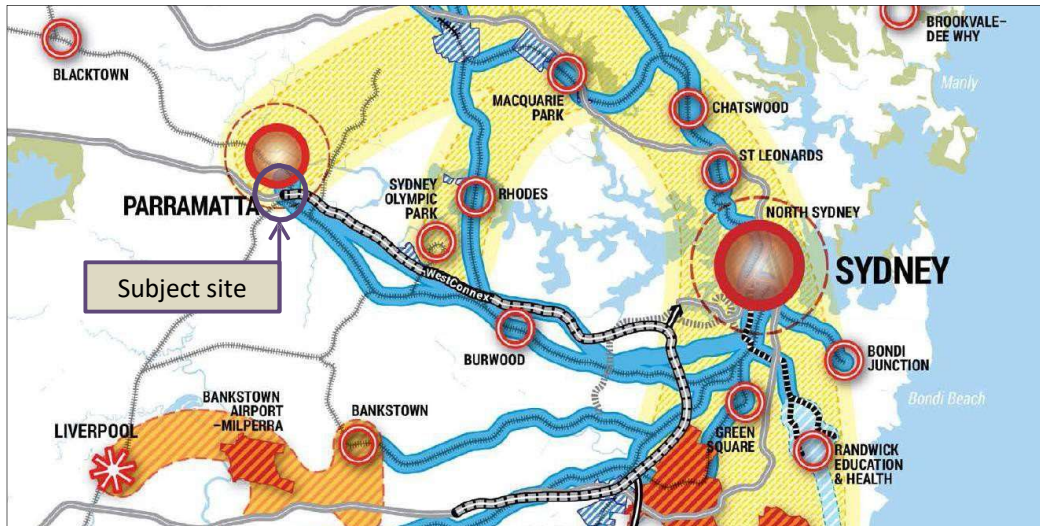 BROOKVALE-
DEE WHY
BLACKTOWN
Manly
MACQUARIE
PARK
CHATSWOOD
ST LEONARDS
SYDNEY
OLYMPIC
PARK
RHODES
PARRAMATTA
NORTH SYDNEY
SYDNEY
Subject site
WestConnex
BURWOOD
BONDI
JUNCTION
Bondi Beach
BANKSTOWN
AIRPORT
-MILPERRA
BANKSTOWN
LIVERPOOL
GREEN
SQUARE
RANDWICK
EDUCATION
& HEALTH